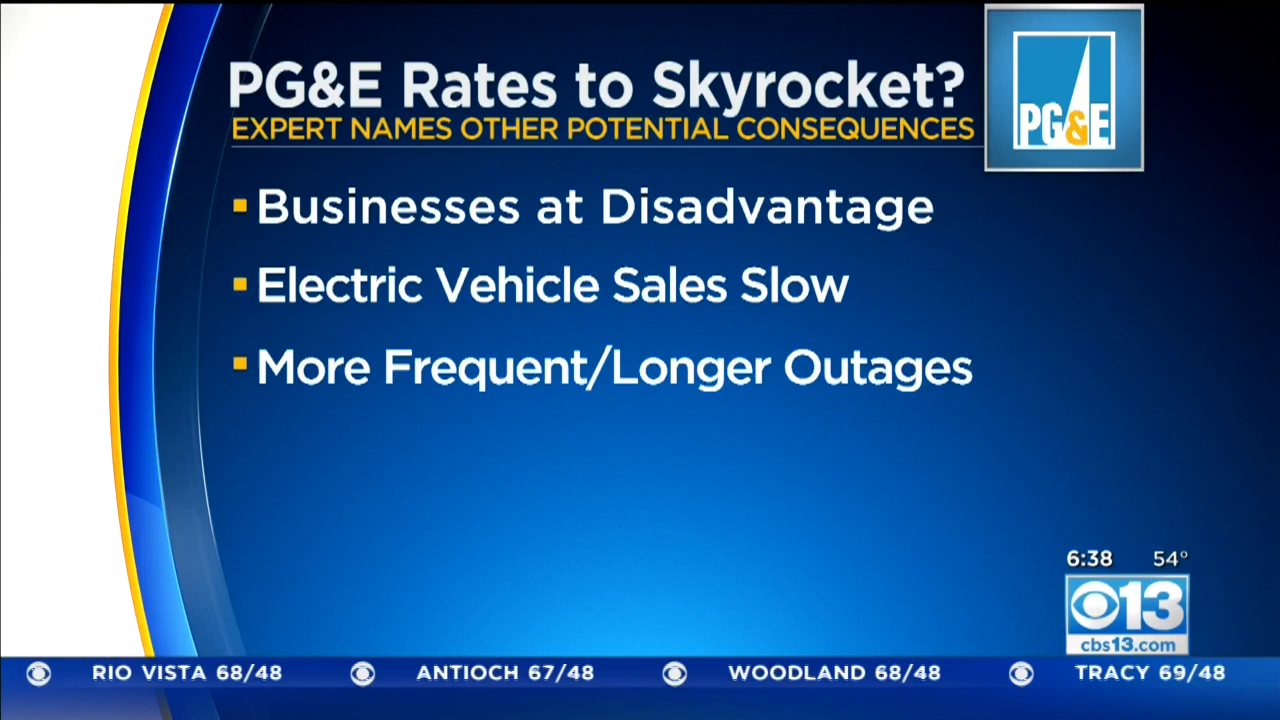 PG&E Rates to Skyrocket?
EXPERT NAMES OTHER POTENTIAL CONSEQUENCES
PG&E
Businesses at Disadvantage
Electric Vehicle Sales Slow
More Frequent/Longer Outages
6:38 54°
13
cbs13.com
RIO VISTA 68/48 ANTIOCH 67/48 WOODLAND 68/48 TRACY 69/48